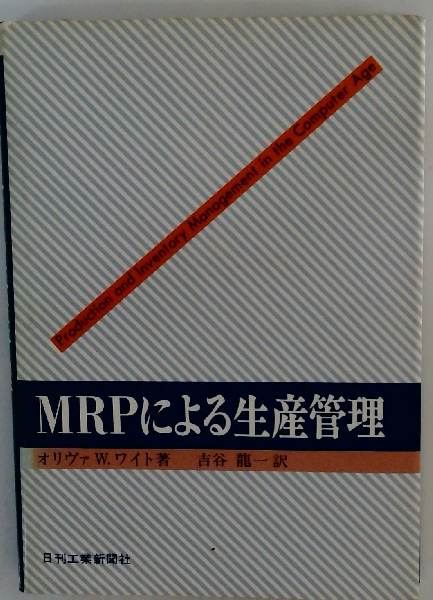 Production and Inventory Management in the Computer Age
MRPによる生産管理
オリヴァ W.ワイト著 吉谷 龍一訳
日刊工業新聞社